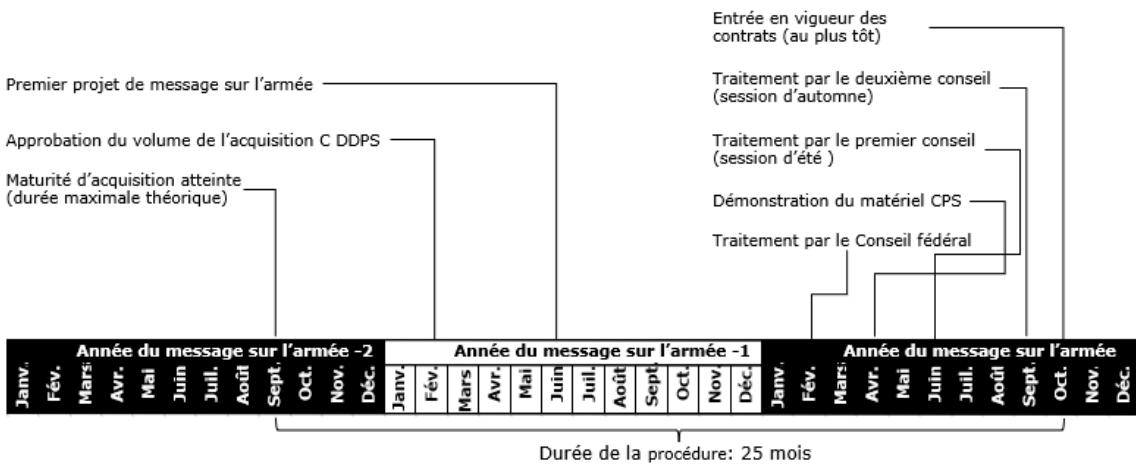 Entrée en vigueur des
contrats (au plus tôt)
Premier projet de message sur l'armée
Traitement par le deuxième conseil
(session d'automne)
Approbation du volume de l'acquisition C DDPS
Traitement par le premier conseil
(session d'été )
Maturité d'acquisition atteinte
(durée maximale théorique)
Démonstration du matériel CPS
Traitement par le Conseil fédéral
Année du message sur l'armée -2
Année du message sur l'armée -1
Année du message sur l'armée
Janv.
Fév.
Mars
Avr.
Mai
Juin
Juil.
Août
Sept.
Oct.
Nov.
Déc.
Janv.
Fév.
Mars
Avr.
Mai
Juin
Juil.
Août
Sept.
Oct.
Nov.
Déc.
Janv.
Fév.
Mars
Avr.
Mai
Juin
Juil.
Août
Sept.
Oct.
Nov.
Déc.
Durée de la procédure: 25 mois